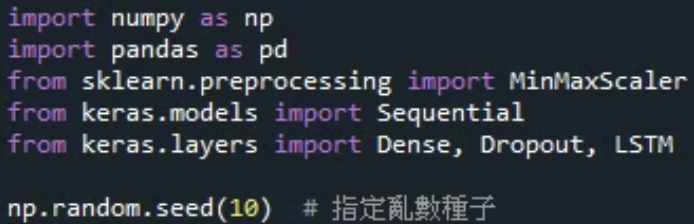 import numpy as np
import pandas as pd
from sklearn.preprocessing import MinMaxScaler
from keras.models import Sequential
from keras.layers import Dense, Dropout, LSTM
np.random.seed(10)  # 指定亂數種子